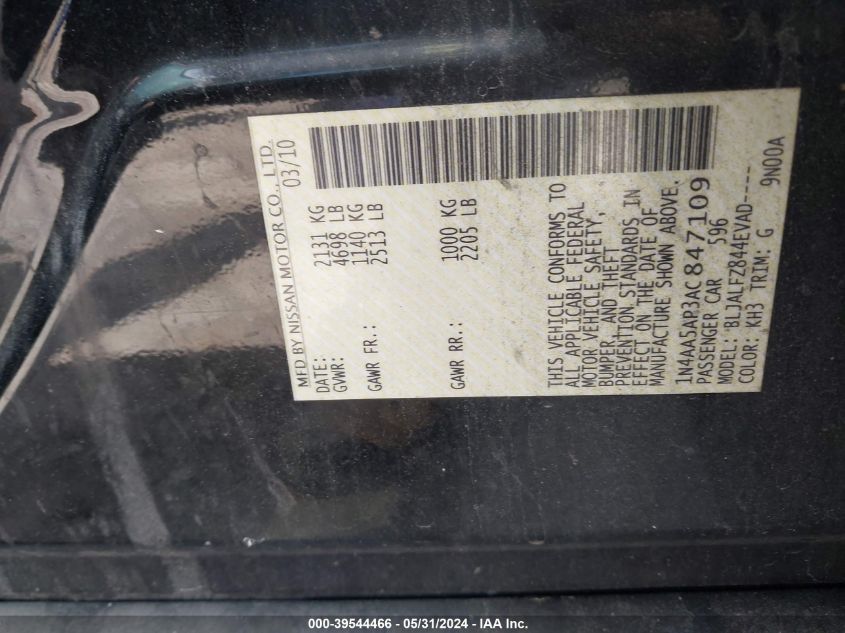 MFD BY NISSAN MOTOR CO., LTD.
DATE: 03/10
GVWR: 2131 KG
4698 LB
GAWR FR.: 1140 KG
2513 LB
GAWR RR.: 1000 KG
2205 LB
THIS VEHICLE CONFORMS TO
ALL APPLICABLE FEDERAL
MOTOR VEHICLE SAFETY,
BUMPER, AND THEFT
PREVENTION STANDARDS IN
EFFECT ON THE DATE OF
MANUFACTURE SHOWN ABOVE.
1N4AA5AP3AC847109
PASSENGER CAR 596
MODEL: *BLJALFZ844EVAD----
COLOR: KH3 TRIM: G 9N00A
000-39544466 - 05/31/2024 - IAA Inc.